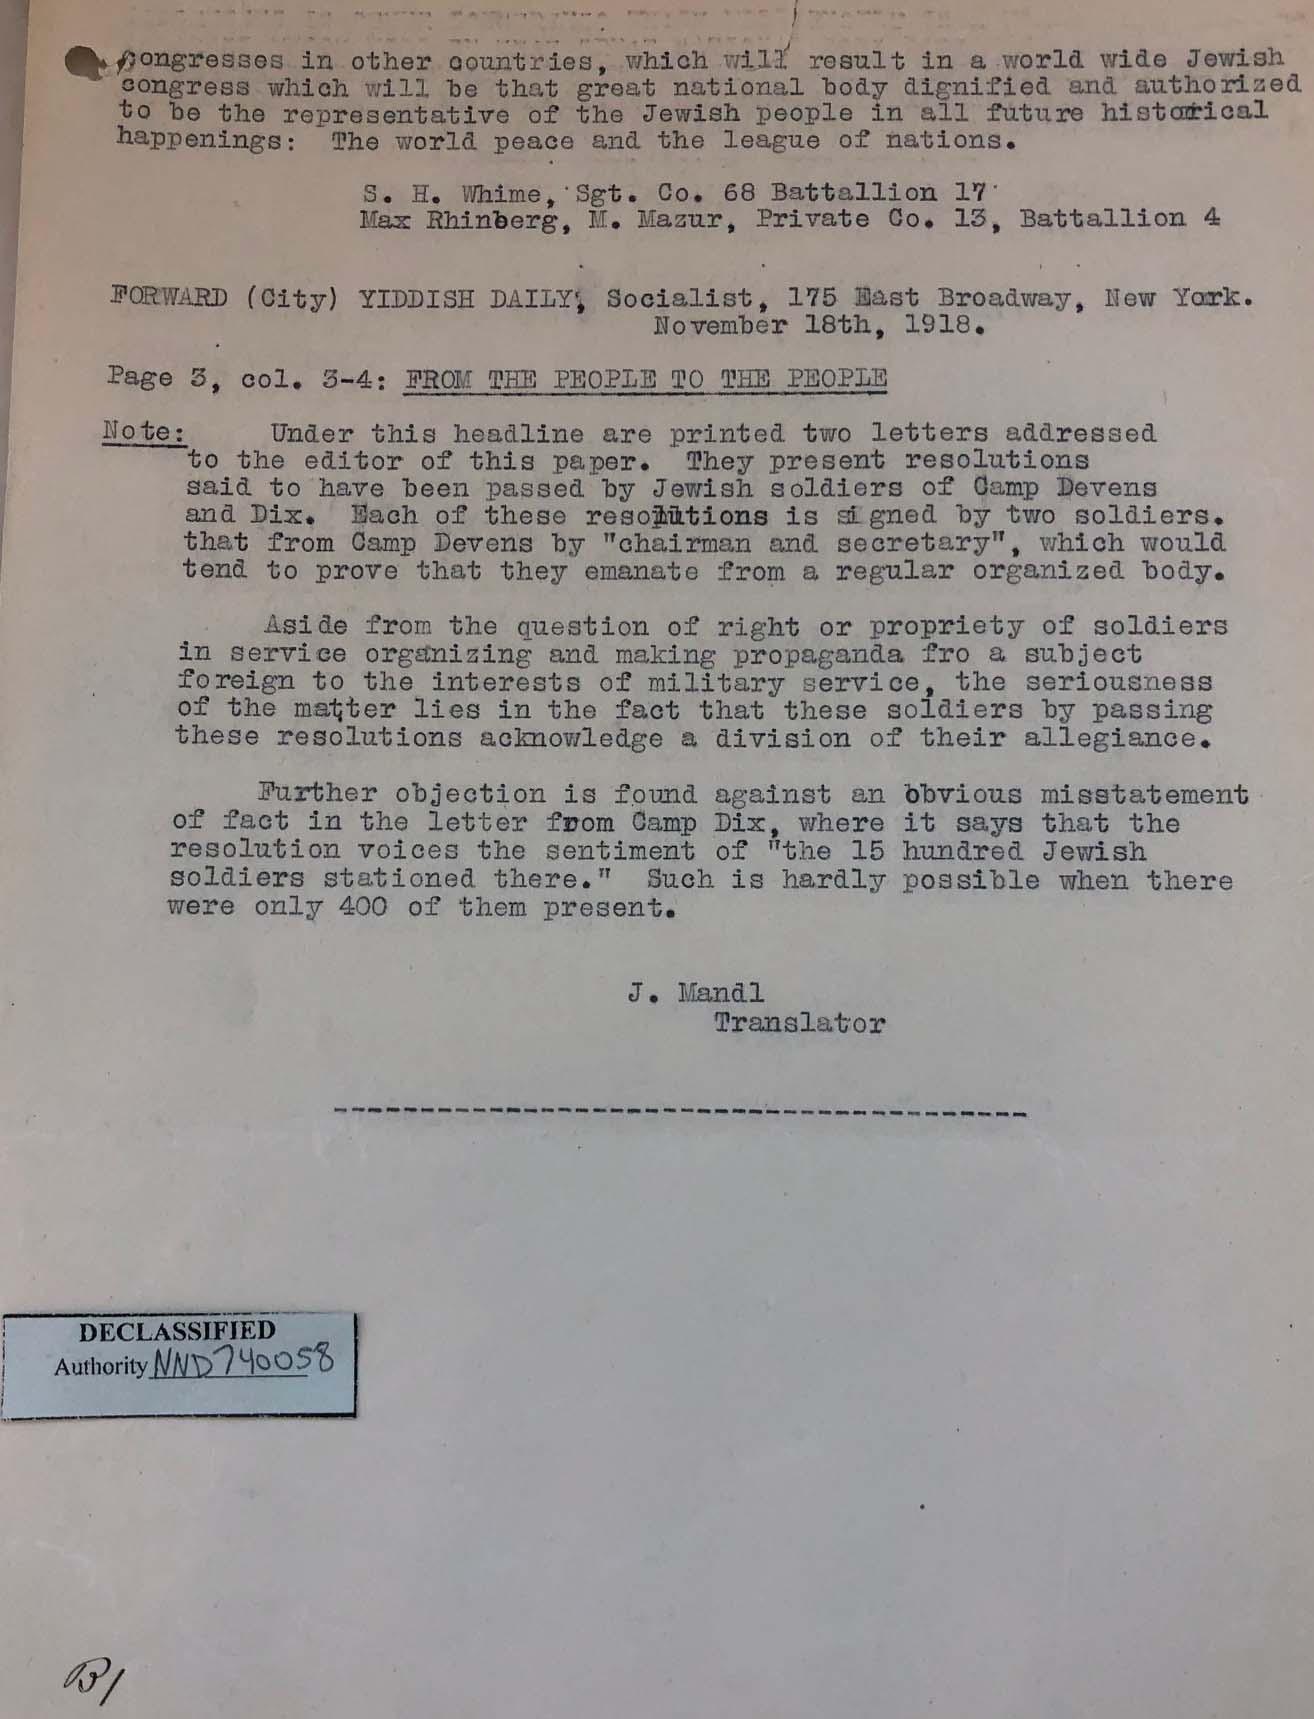 congresses in other countries, which will result in a world wide Jewish
congress which will be that great national body dignified and authorized
to be the representative of the Jewish people in all future historical
happenings: The world peace and the league of nations.
S. H. Whime, Sgt. Co. 68 Battallion 17
Max Rhinberg, M. Mazur, Private Co. 13, Battallion 4
FORWARD (City) YIDDISH DAILY, Socialist, 175 East Broadway, New York.
November 18th, 1918.
Page 3, col. 3-4: FROM THE PEOPLE TO THE PEOPLE
Note: Under this headline are printed two letters addressed
to the editor of this paper. They present resolutions
said to have been passed by Jewish soldiers of Camp Devens
and Dix. Each of these resolutions is signed by two soldiers.
that from Camp Devens by "chairman and secretary", which would
tend to prove that they emanate from a regular organized body.
Aside from the question of right or propriety of soldiers
in service organizing and making propaganda fro a subject
foreign to the interests of military service, the seriousness
of the matter lies in the fact that these soldiers by passing
these resolutions acknowledge a division of their allegiance.
Further objection is found against an obvious misstatement
of fact in the letter from Camp Dix, where it says that the
resolution voices the sentiment of "the 15 hundred Jewish
soldiers stationed there." Such is hardly possible when there
were only 400 of them present.
J. Mandl
Translator
---------------------------------------
DECLASSIFIED
Authority NND740058
B1